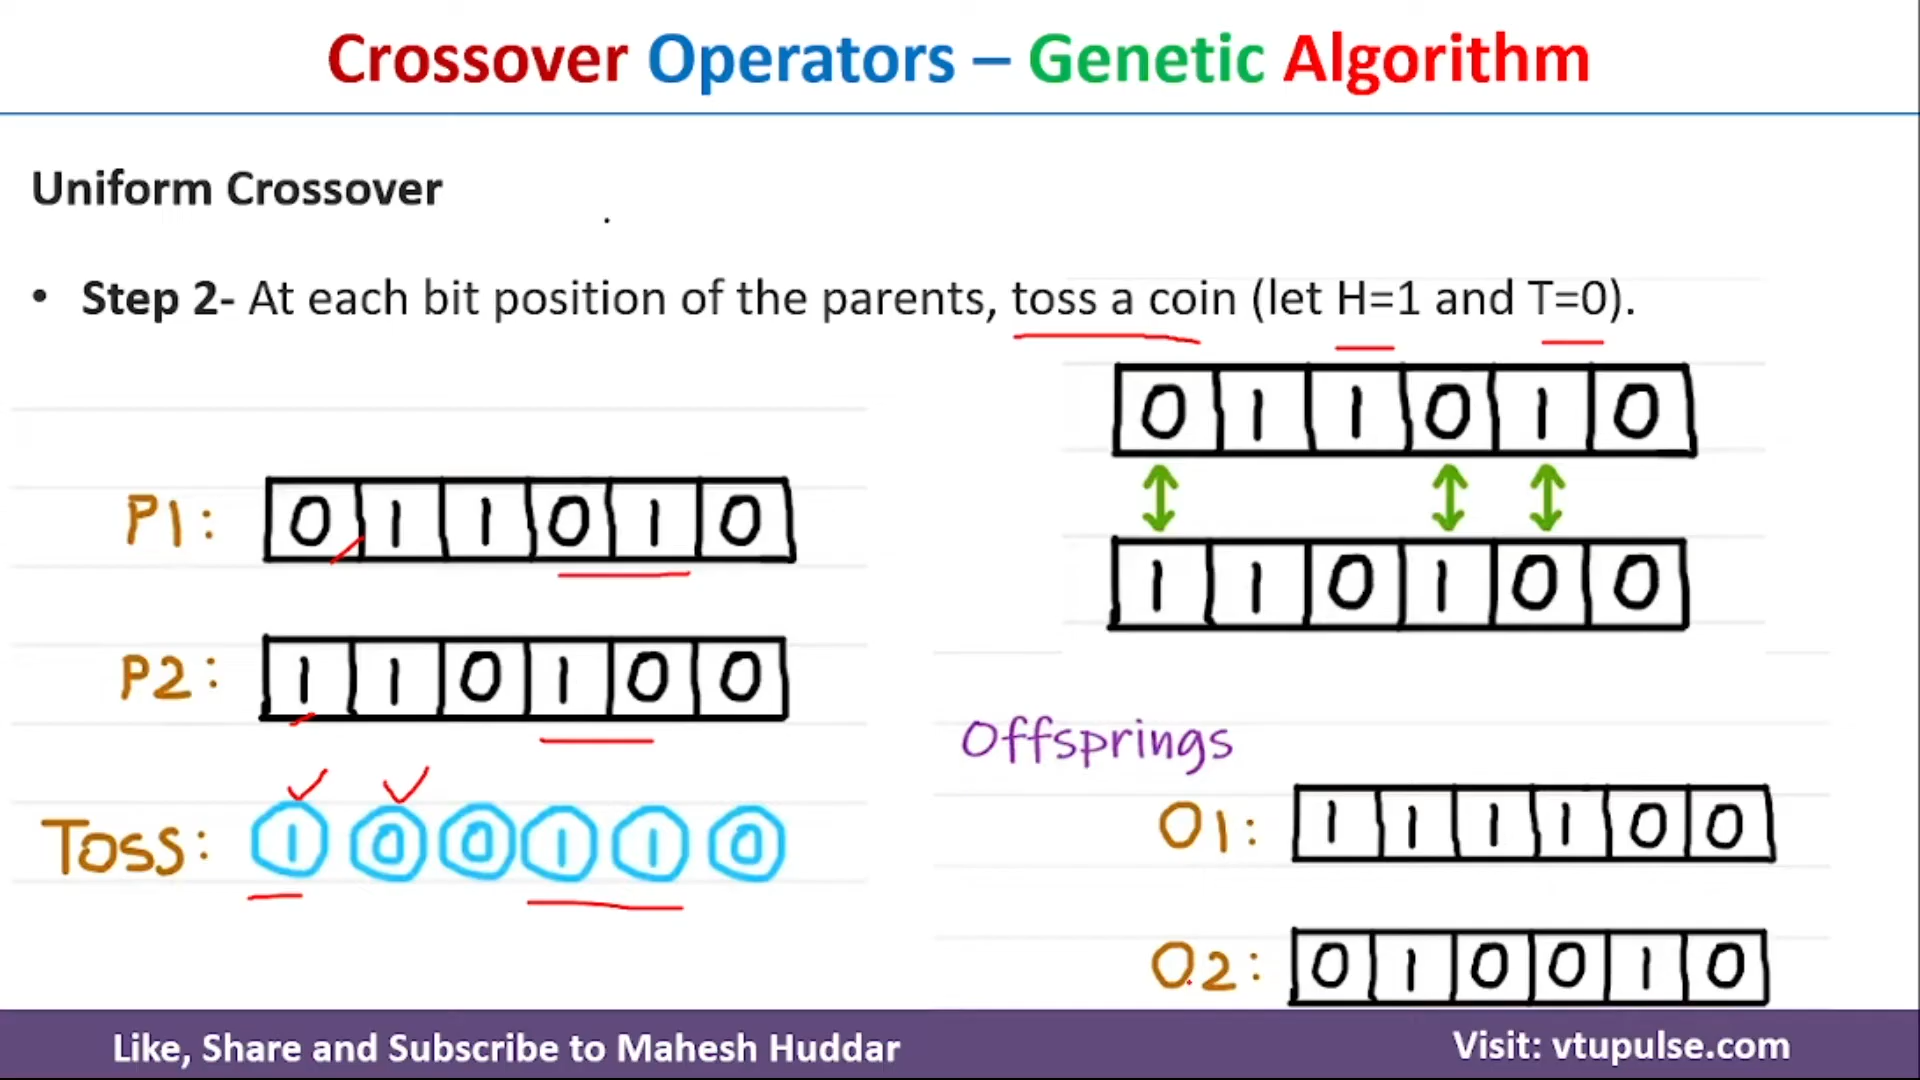 Crossover Operators – Genetic Algorithm
Uniform Crossover
• Step 2- At each bit position of the parents, toss a coin (let H=1 and T=0).
P1: 0 1 1 0 1 0
P2: 1 1 0 1 0 0
Toss: 1 0 0 1 1 0
0 1 1 0 1 0
1 1 0 1 0 0
Offsprings
O1: 1 1 1 1 0 0
O2: 0 1 0 0 1 0
Like, Share and Subscribe to Mahesh Huddar
Visit: vtupulse.com